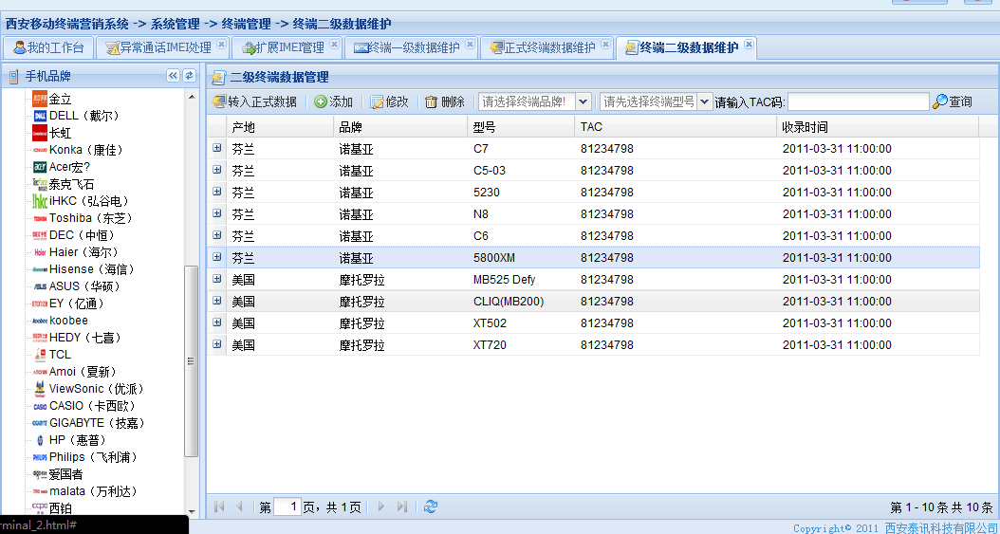 西安移动终端营销系统 -> 系统管理 -> 终端管理 -> 终端二级数据维护
我的工作台 异常通话IMEI处理 扩展IMEI管理 终端一级数据维护 正式终端数据维护 终端二级数据维护
手机品牌
金立
DELL（戴尔）
长虹
Konka（康佳）
Acer宏?
泰克飞石
iHKC（弘谷电）
Toshiba（东芝）
DEC（中恒）
Haier（海尔）
Hisense（海信）
ASUS（华硕）
EY（亿通）
koobee
HEDY（七喜）
TCL
Amoi（夏新）
ViewSonic（优派）
CASIO（卡西欧）
GIGABYTE（技嘉）
HP（惠普）
Philips（飞利浦）
爱国者
malata（万利达）
西铂
rminal_2.html#
二级终端数据管理
转入正式数据 添加 修改 删除 请选择终端品牌! 请先选择终端型号 请输入TAC码: 查询
产地 品牌 型号 TAC 收录时间
芬兰 诺基亚 C7 81234798 2011-03-31 11:00:00
芬兰 诺基亚 C5-03 81234798 2011-03-31 11:00:00
芬兰 诺基亚 5230 81234798 2011-03-31 11:00:00
芬兰 诺基亚 N8 81234798 2011-03-31 11:00:00
芬兰 诺基亚 C6 81234798 2011-03-31 11:00:00
芬兰 诺基亚 5800XM 81234798 2011-03-31 11:00:00
美国 摩托罗拉 MB525 Defy 81234798 2011-03-31 11:00:00
美国 摩托罗拉 CLIQ(MB200) 81234798 2011-03-31 11:00:00
美国 摩托罗拉 XT502 81234798 2011-03-31 11:00:00
美国 摩托罗拉 XT720 81234798 2011-03-31 11:00:00
第 1 页，共 1 页 第 1 - 10 条 共 10 条
Copyright© 2011 西安泰讯科技有限公司